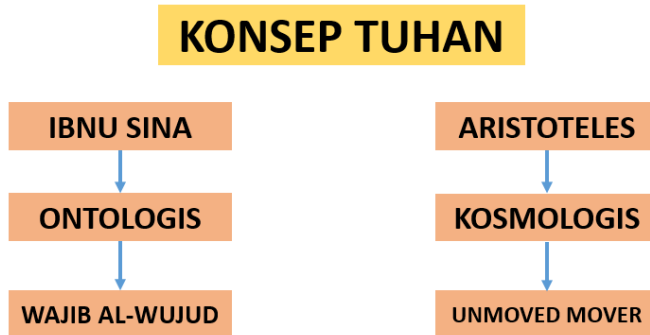 KONSEP TUHAN
IBNU SINA
ONTOLOGIS
WAJIB AL-WUJUD
ARISTOTELES
KOSMOLOGIS
UNMOVED MOVER